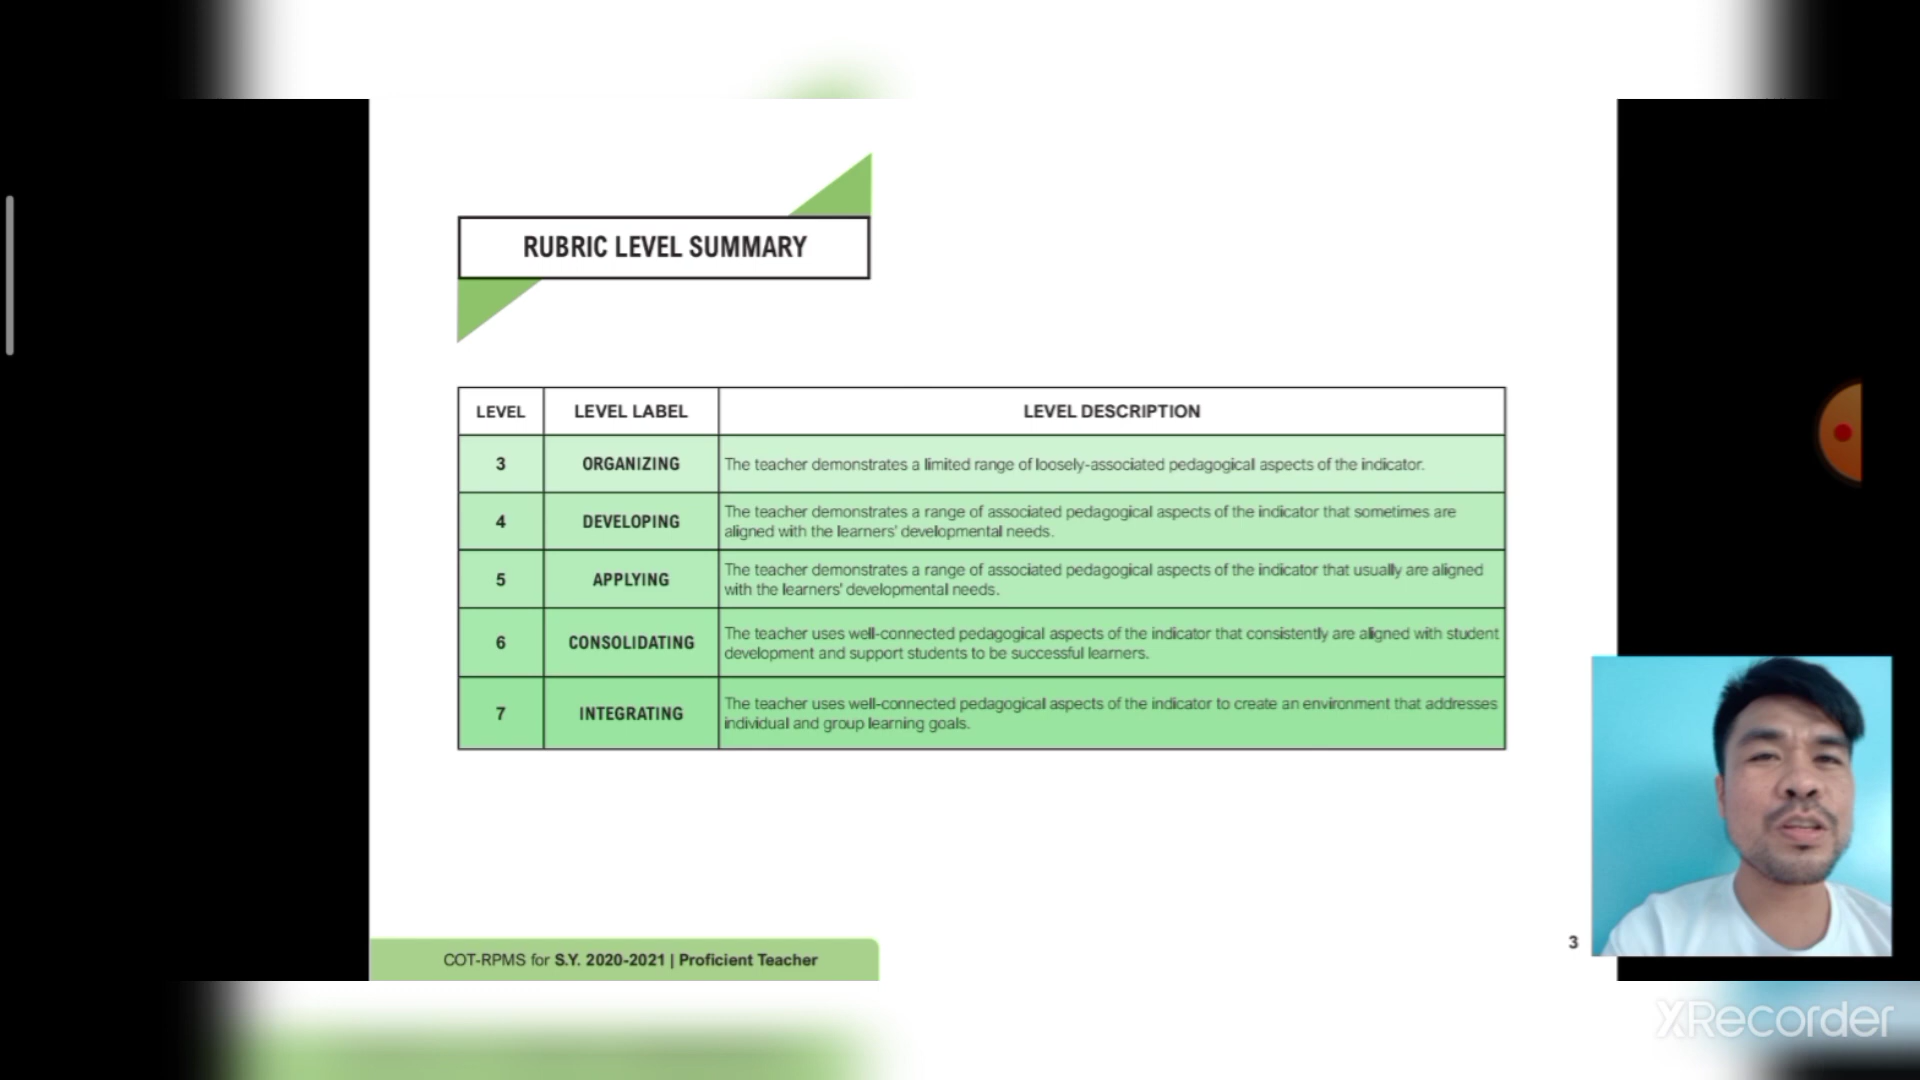 RUBRIC LEVEL SUMMARY
LEVEL LEVEL LABEL LEVEL DESCRIPTION
3 ORGANIZING The teacher demonstrates a limited range of loosely-associated pedagogical aspects of the indicator.
4 DEVELOPING The teacher demonstrates a range of associated pedagogical aspects of the indicator that sometimes are
aligned with the learners' developmental needs.
5 APPLYING The teacher demonstrates a range of associated pedagogical aspects of the indicator that usually are aligned
with the learners' developmental needs.
6 CONSOLIDATING The teacher uses well-connected pedagogical aspects of the indicator that consistently are aligned with student
development and support students to be successful learners.
7 INTEGRATING The teacher uses well-connected pedagogical aspects of the indicator to create an environment that addresses
individual and group learning goals.
3
COT-RPMS for S.Y. 2020-2021 | Proficient Teacher
XRecorder